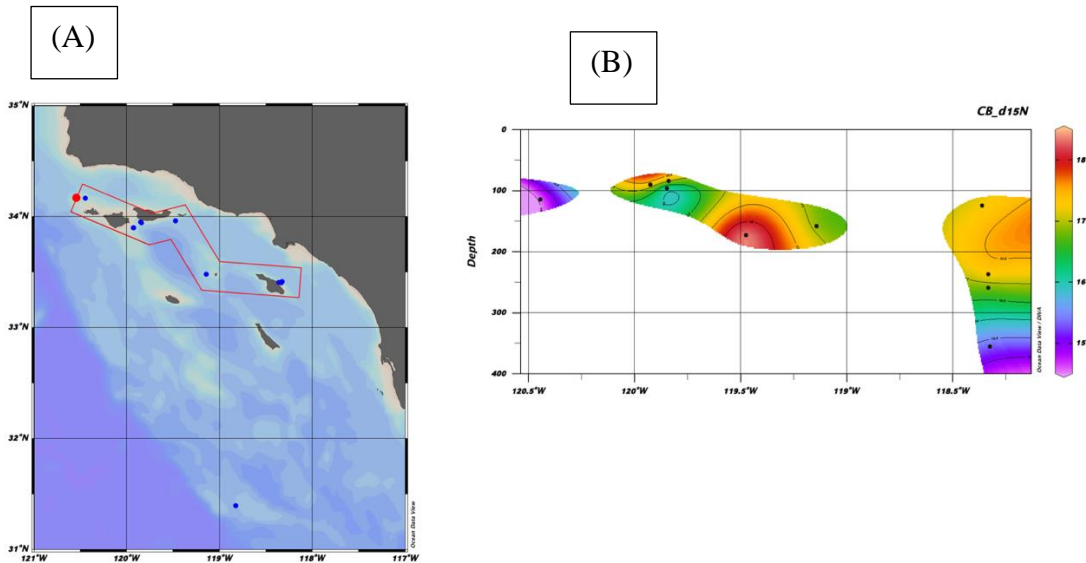 (A)
(B)
35°N
34°N
33°N
32°N
31°N
121°W
120°W
119°W
118°W
117°W
Ocean Data View
CB_d15N
0
100
200
300
400
Depth
120.5°W
120°W
119.5°W
119°W
118.5°W
Ocean Data View / DIVA
18
17
16
15